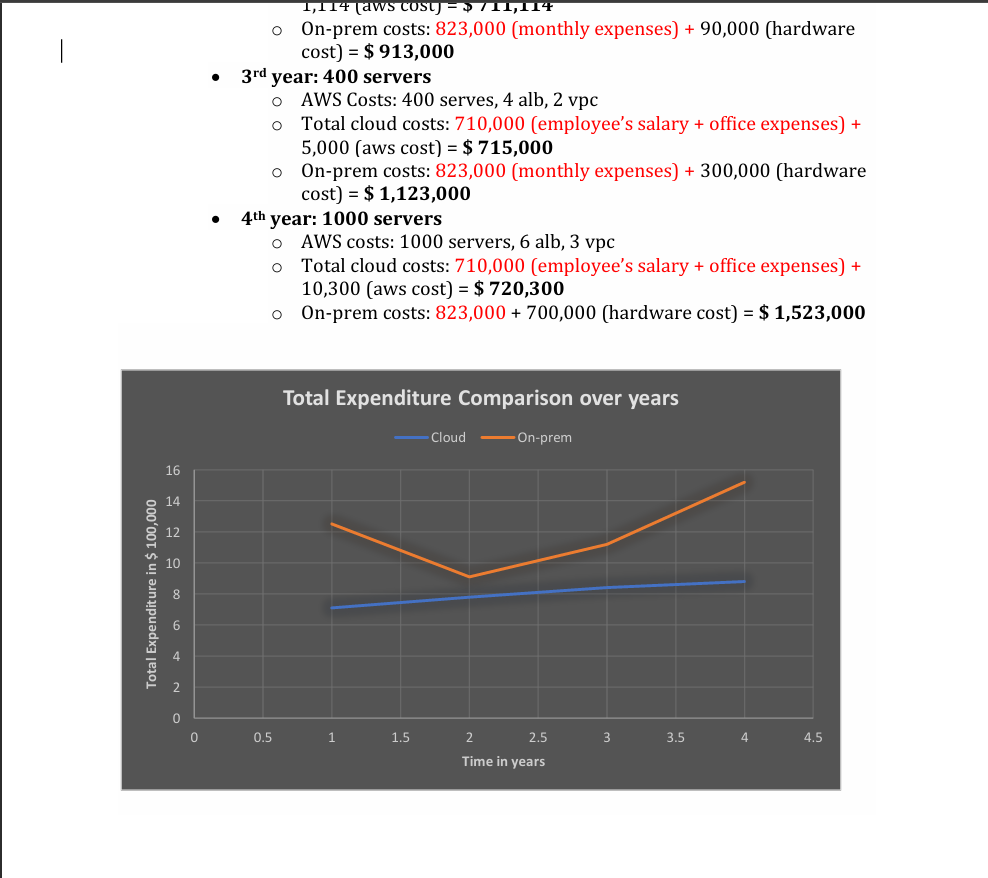 1,114 (aws cost) = $ 711,114
o On-prem costs: 823,000 (monthly expenses) + 90,000 (hardware
cost) = $ 913,000
• 3rd year: 400 servers
o AWS Costs: 400 serves, 4 alb, 2 vpc
o Total cloud costs: 710,000 (employee’s salary + office expenses) +
5,000 (aws cost) = $ 715,000
o On-prem costs: 823,000 (monthly expenses) + 300,000 (hardware
cost) = $ 1,123,000
• 4th year: 1000 servers
o AWS costs: 1000 servers, 6 alb, 3 vpc
o Total cloud costs: 710,000 (employee’s salary + office expenses) +
10,300 (aws cost) = $ 720,300
o On-prem costs: 823,000 + 700,000 (hardware cost) = $ 1,523,000
Total Expenditure Comparison over years
Cloud On-prem
Total Expenditure in $ 100,000
16
14
12
10
8
6
4
2
0
0 0.5 1 1.5 2 2.5 3 3.5 4 4.5
Time in years